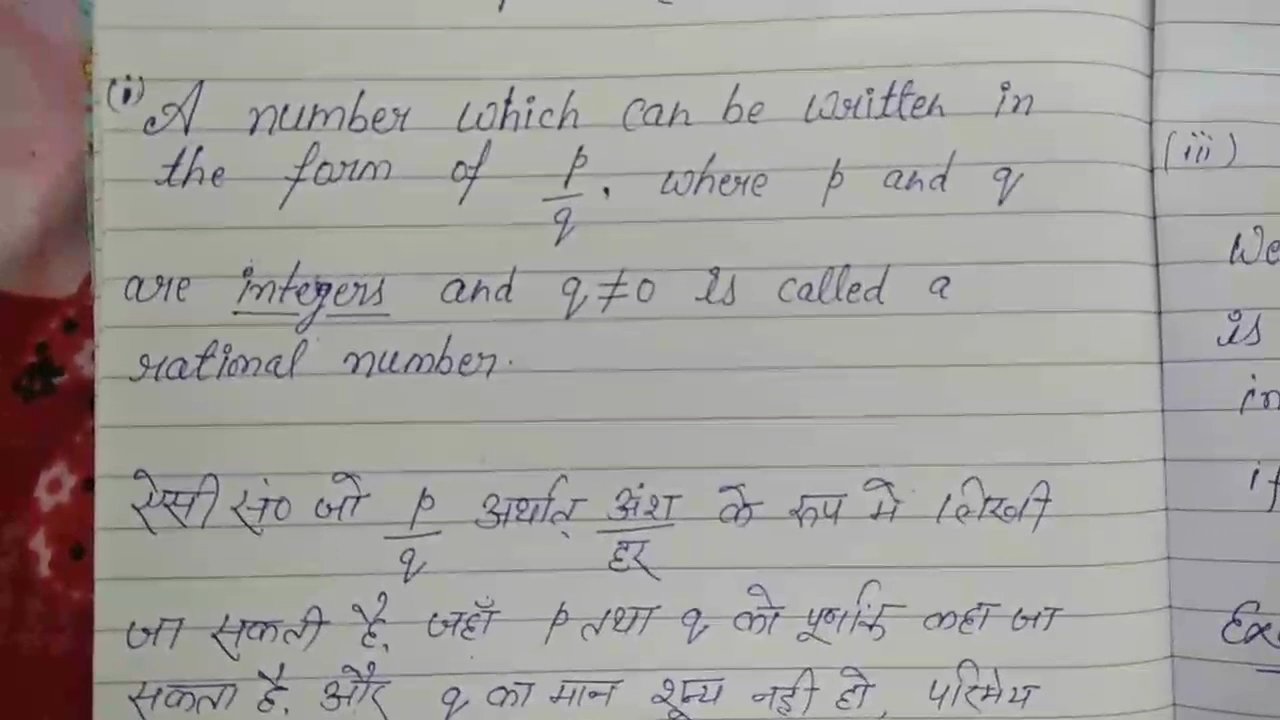 (i) A number which can be written in
the form of p/q, where p and q
are integers and q≠0 is called a
rational number.
ऐसी सं० जो p/q अर्थात् अंश/हर के रूप मे लिखी
जा सकती है, जहाँ p तथा q को पूर्णांक कहा जा
सकता है, और q का मान शून्य नही हो, परिमेय
(iii)
We
is
in
if
Ex